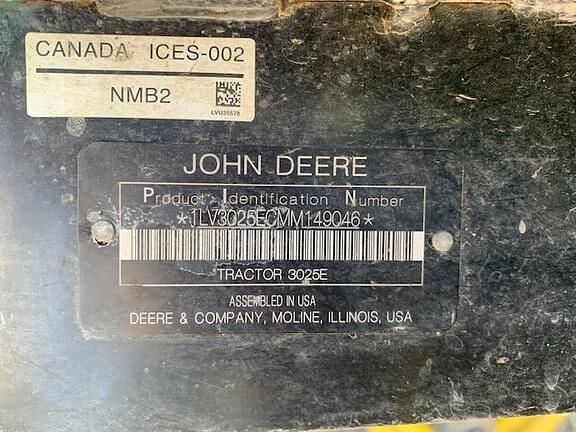 CANADA ICES-002
NMB2
LVU35578
JOHN DEERE
Product Identification Number
*1LV3025ECMM149046*
TRACTOR 3025E
ASSEMBLED IN USA
DEERE & COMPANY, MOLINE, ILLINOIS, USA